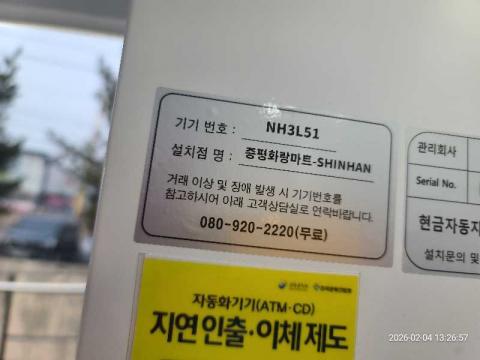 기기 번호 : NH3L51
설치점 명 : 증평화랑마트-SHINHAN
거래 이상 및 장애 발생 시 기기번호를
참고하시어 아래 고객상담실로 연락바랍니다.
080-920-2220(무료)
관리회사
Serial No.
현금자동지
설치문의 및
자동화기기(ATM·CD)
지연인출·이체제도
2026-02-04 13:26:57